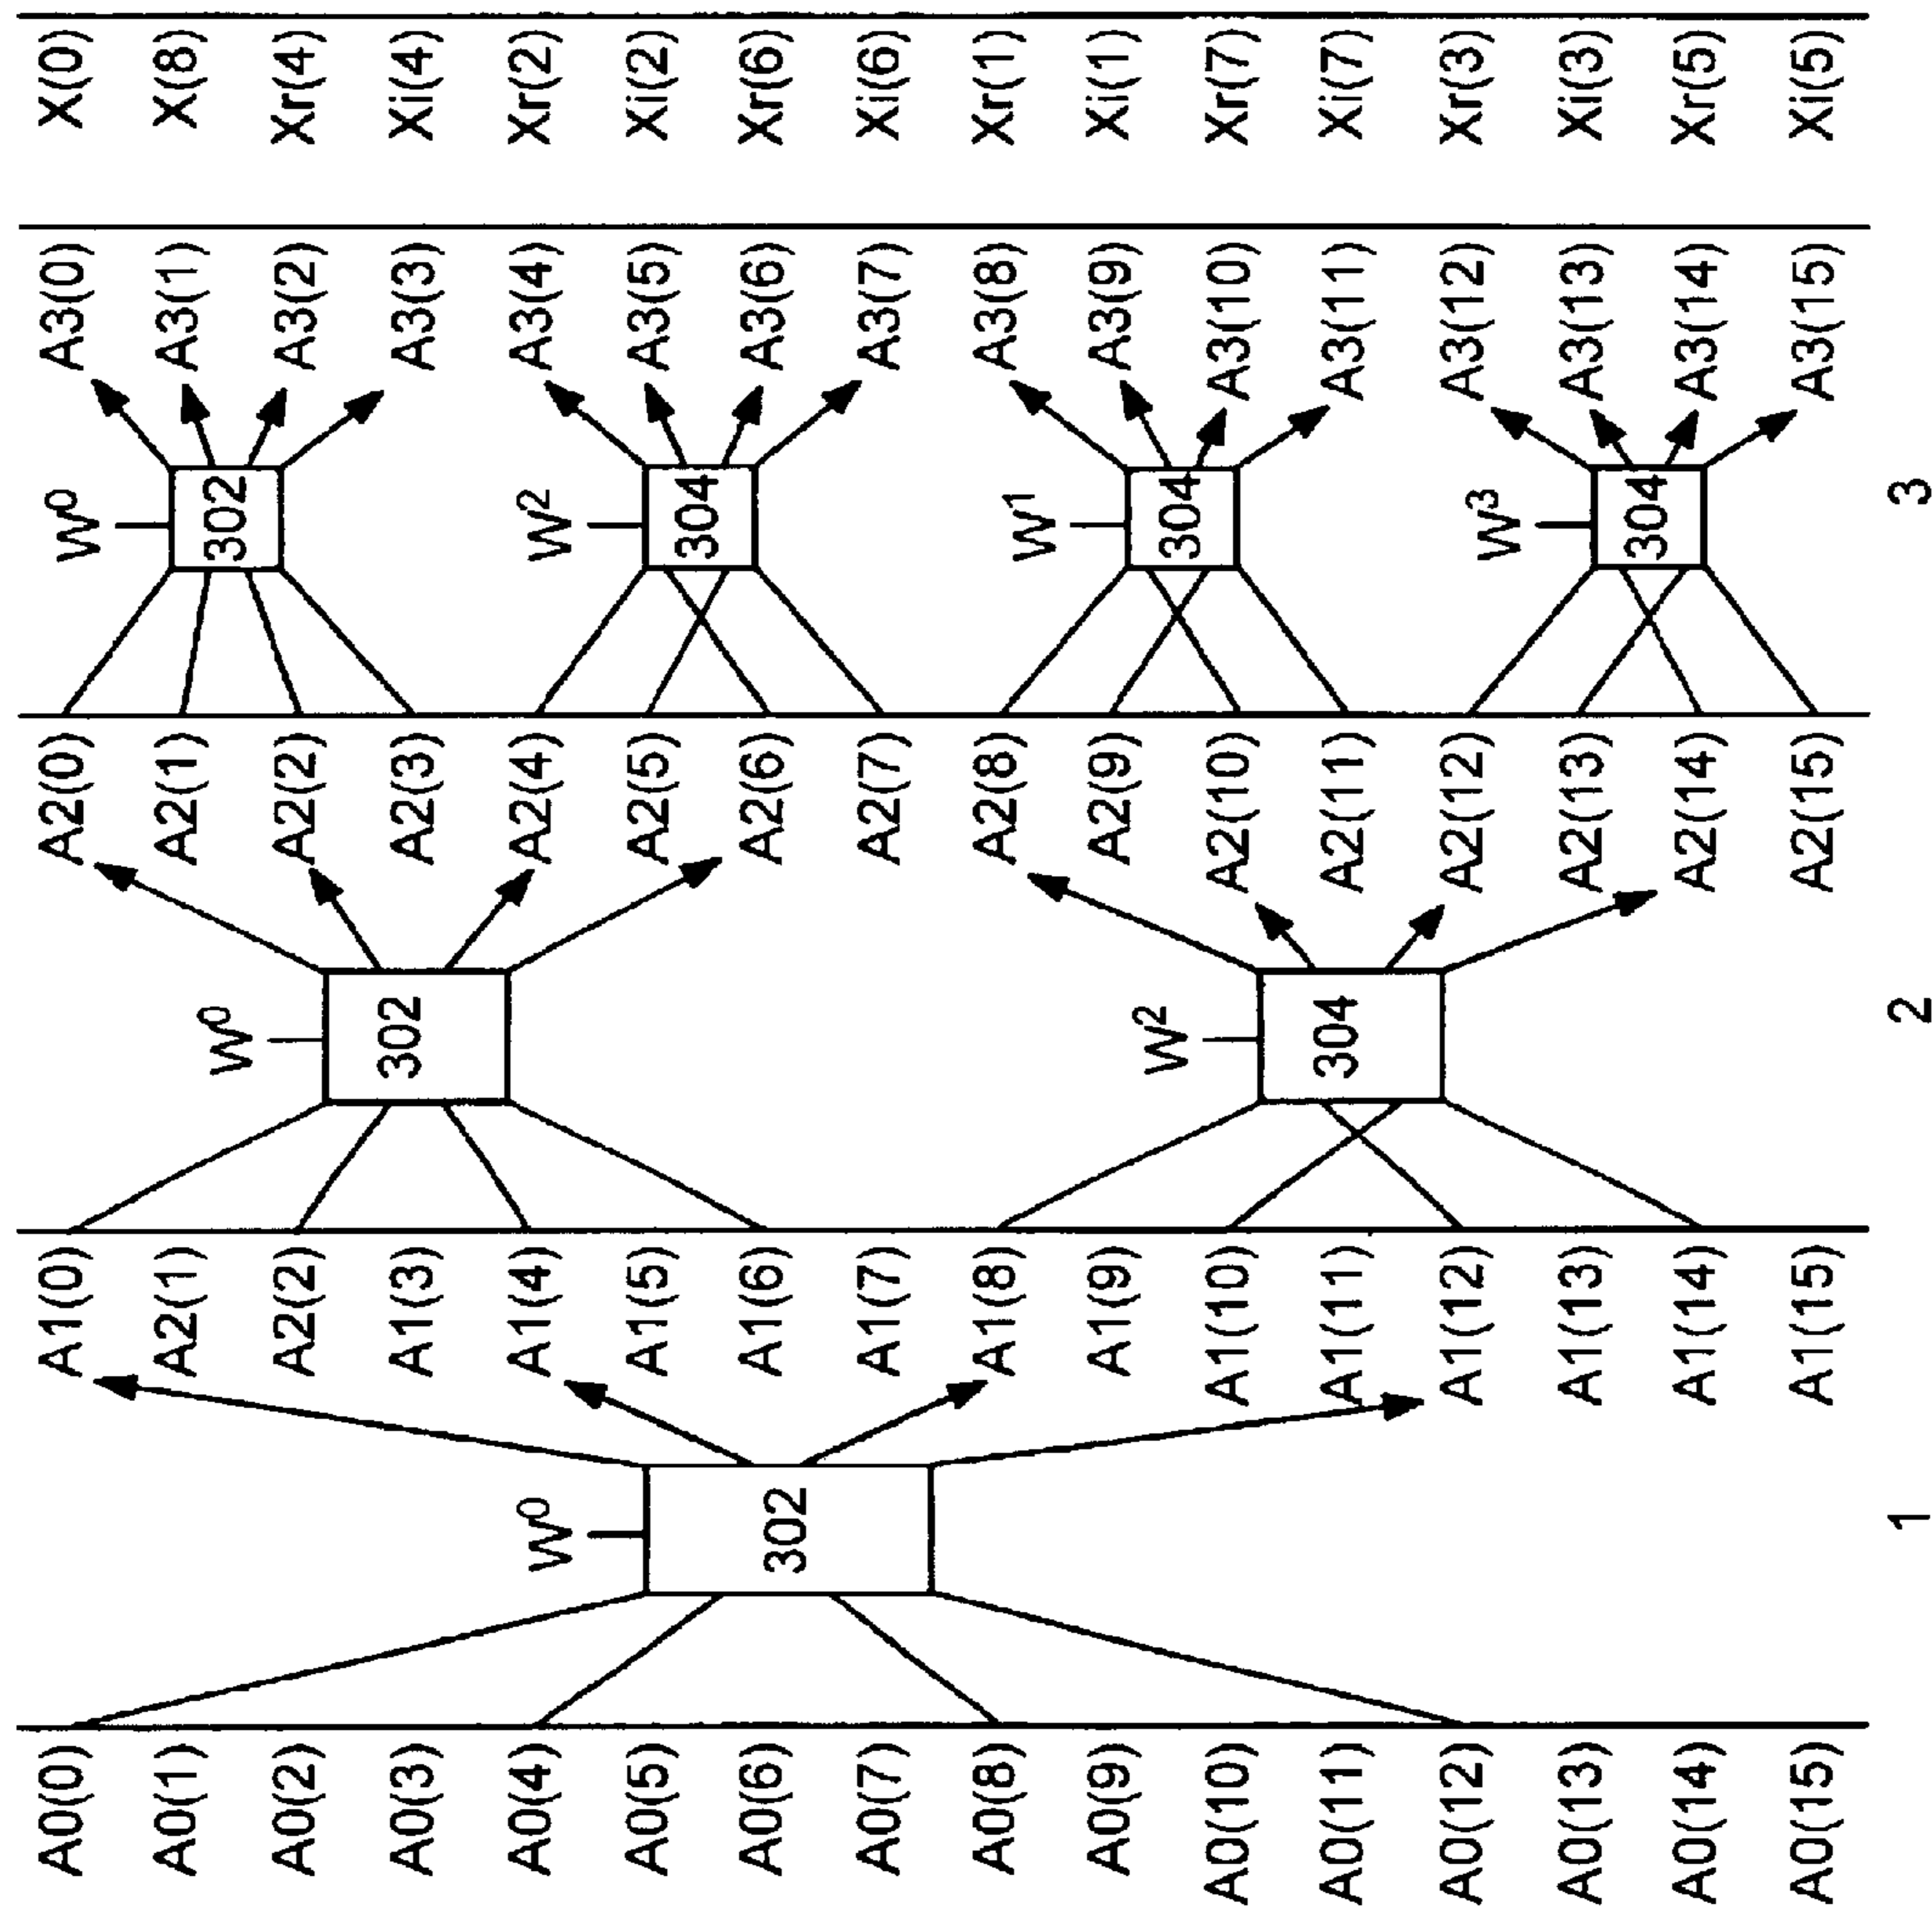 A0(0)
A0(1)
A0(2)
A0(3)
A0(4)
A0(5)
A0(6)
A0(7)
A0(8)
A0(9)
A0(10)
A0(11)
A0(12)
A0(13)
A0(14)
A0(15)
W0
302
1
A1(0)
A2(1)
A2(2)
A1(3)
A1(4)
A1(5)
A1(6)
A1(7)
A1(8)
A1(9)
A1(10)
A1(11)
A1(12)
A1(13)
A1(14)
A1(15)
W0
302
W2
304
2
A2(0)
A2(1)
A2(2)
A2(3)
A2(4)
A2(5)
A2(6)
A2(7)
A2(8)
A2(9)
A2(10)
A2(11)
A2(12)
A2(13)
A2(14)
A2(15)
W0
302
W2
304
W1
304
W3
304
3
A3(0)
A3(1)
A3(2)
A3(3)
A3(4)
A3(5)
A3(6)
A3(7)
A3(8)
A3(9)
A3(10)
A3(11)
A3(12)
A3(13)
A3(14)
A3(15)
X(0)
X(8)
Xr(4)
Xi(4)
Xr(2)
Xi(2)
Xr(6)
Xi(6)
Xr(1)
Xi(1)
Xr(7)
Xi(7)
Xr(3)
Xi(3)
Xr(5)
Xi(5)